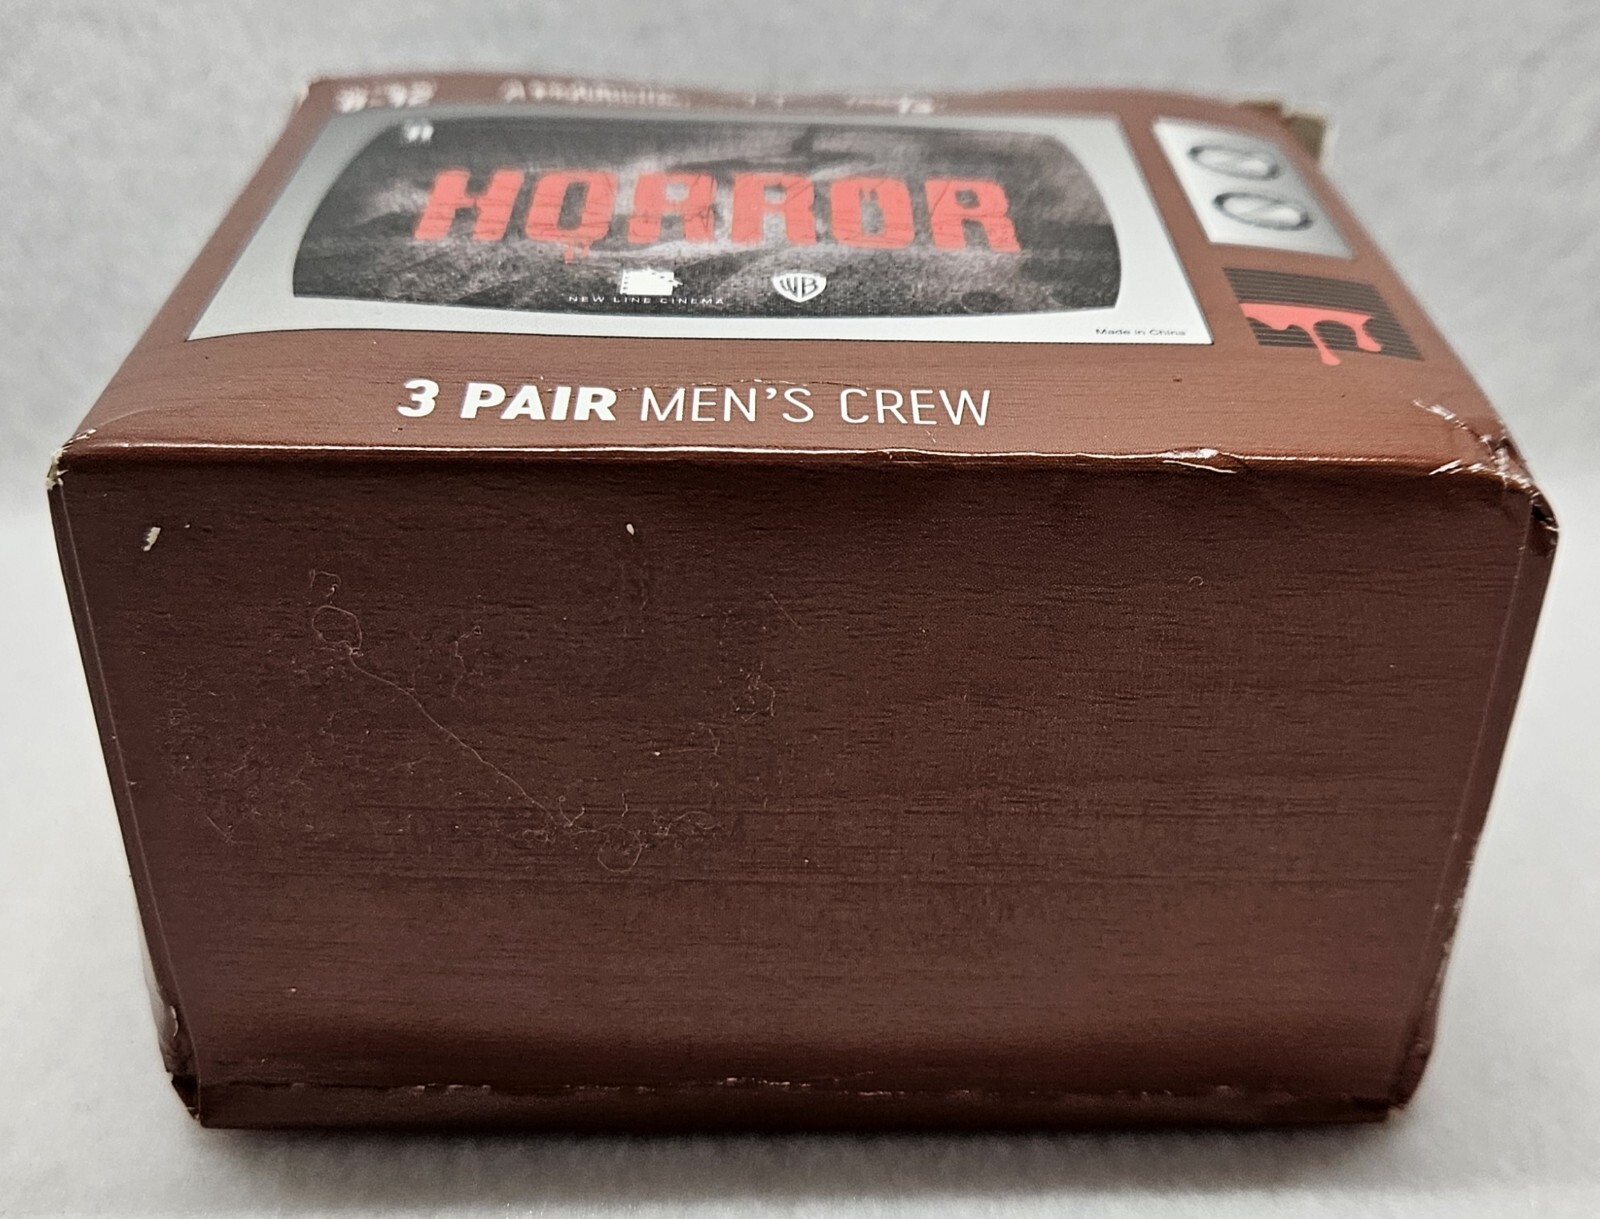 HORROR
NEW LINE CINEMA
WB
Made in China
3 PAIR MEN'S CREW